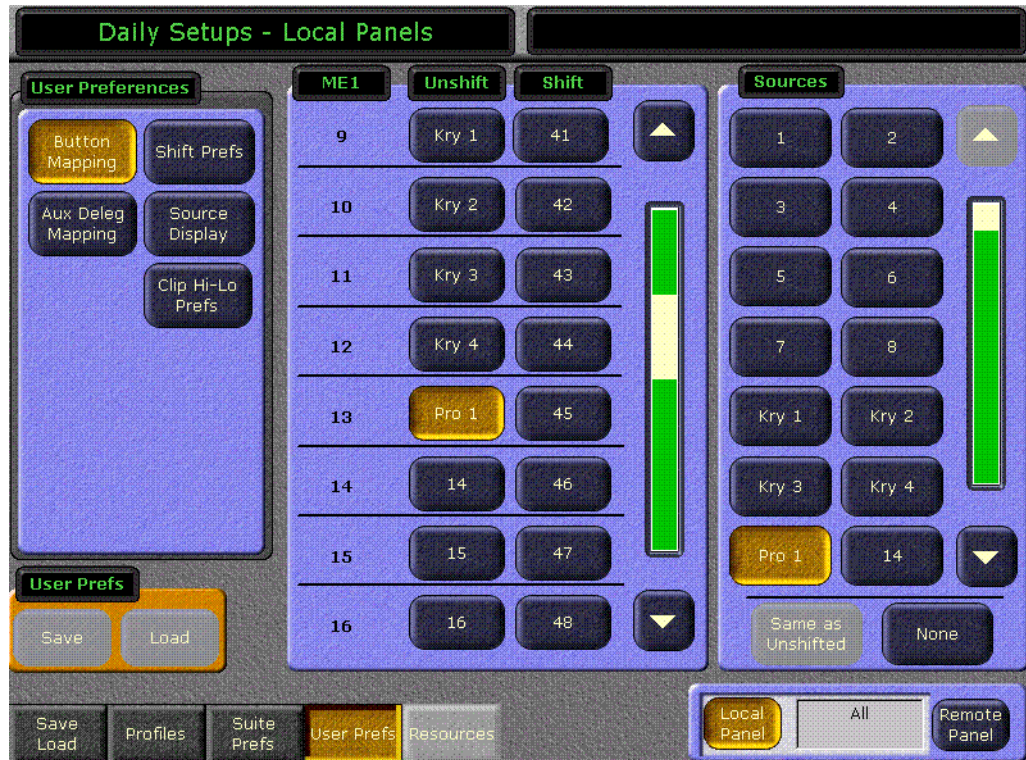 Daily Setups - Local Panels
User Preferences
Button
Mapping
Shift Prefs
Aux Deleg
Mapping
Source
Display
Clip Hi-Lo
Prefs
User Prefs
Save
Load
ME1 Unshift Shift
9 Kry 1 41
10 Kry 2 42
11 Kry 3 43
12 Kry 4 44
13 Pro 1 45
14 14 46
15 15 47
16 16 48
Sources
1 2
3 4
5 6
7 8
Kry 1 Kry 2
Kry 3 Kry 4
Pro 1 14
Same as
Unshifted
None
Save
Load
Profiles
Suite
Prefs
User Prefs
Resources
Local
Panel
All
Remote
Panel